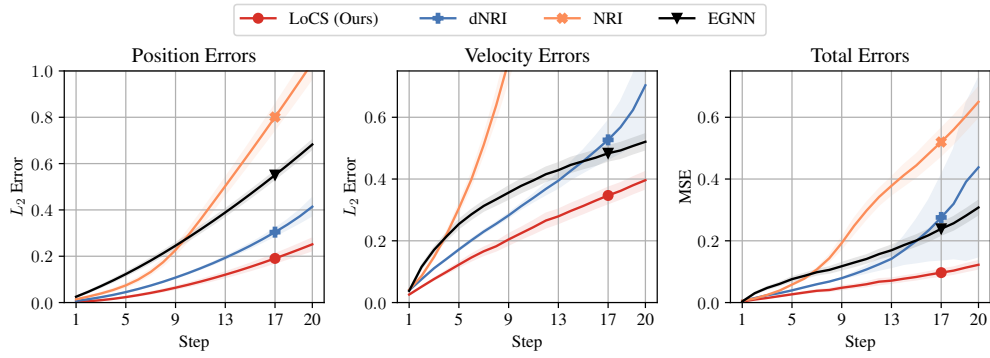 LoCS (Ours) dNRI NRI EGNN
Position Errors
1.0
0.8
0.6
0.4
0.2
0.0
L₂ Error
1 5 9 13 17 20
Step
Velocity Errors
0.6
0.4
0.2
0.0
L₂ Error
1 5 9 13 17 20
Step
Total Errors
0.6
0.4
0.2
0.0
MSE
1 5 9 13 17 20
Step